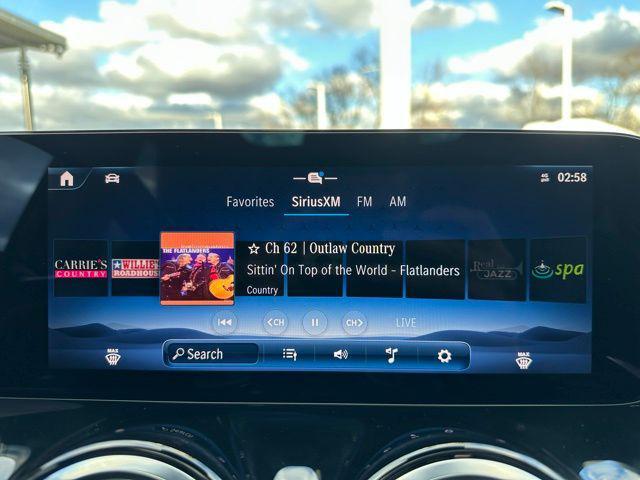 4G 02:58
Favorites SiriusXM FM AM
THE FLATLANDERS
☆ Ch 62 | Outlaw Country
Sittin' On Top of the World - Flatlanders
Country
CARRIE'S COUNTRY
WILLIE'S ROADHOUSE
Real JAZZ
spa
<CH CH> LIVE
MAX
Search
MAX